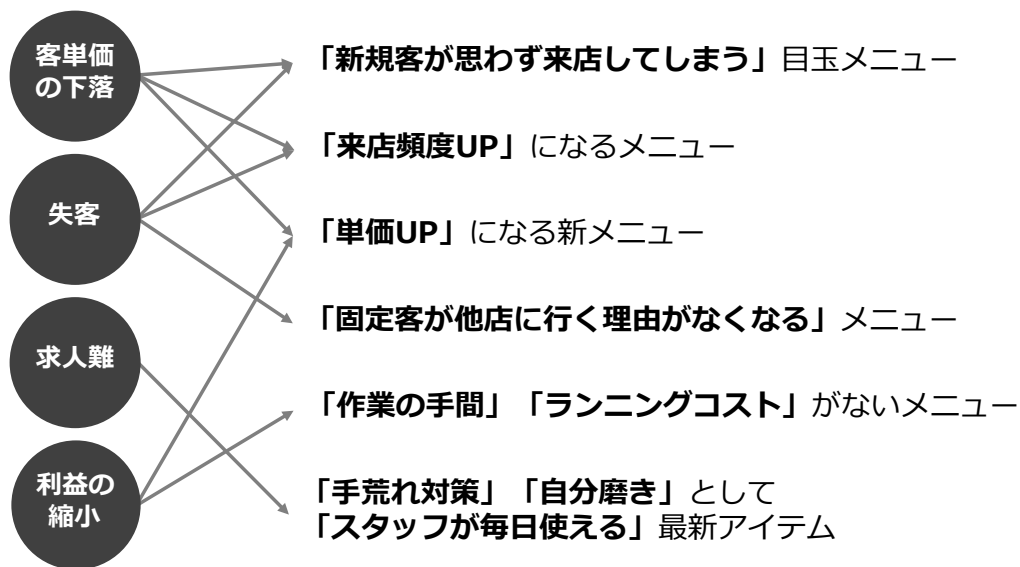 客単価
の下落
失客
求人難
利益の
縮小
「新規客が思わず来店してしまう」目玉メニュー
「来店頻度UP」になるメニュー
「単価UP」になる新メニュー
「固定客が他店に行く理由がなくなる」メニュー
「作業の手間」「ランニングコスト」がないメニュー
「手荒れ対策」「自分磨き」として
「スタッフが毎日使える」最新アイテム